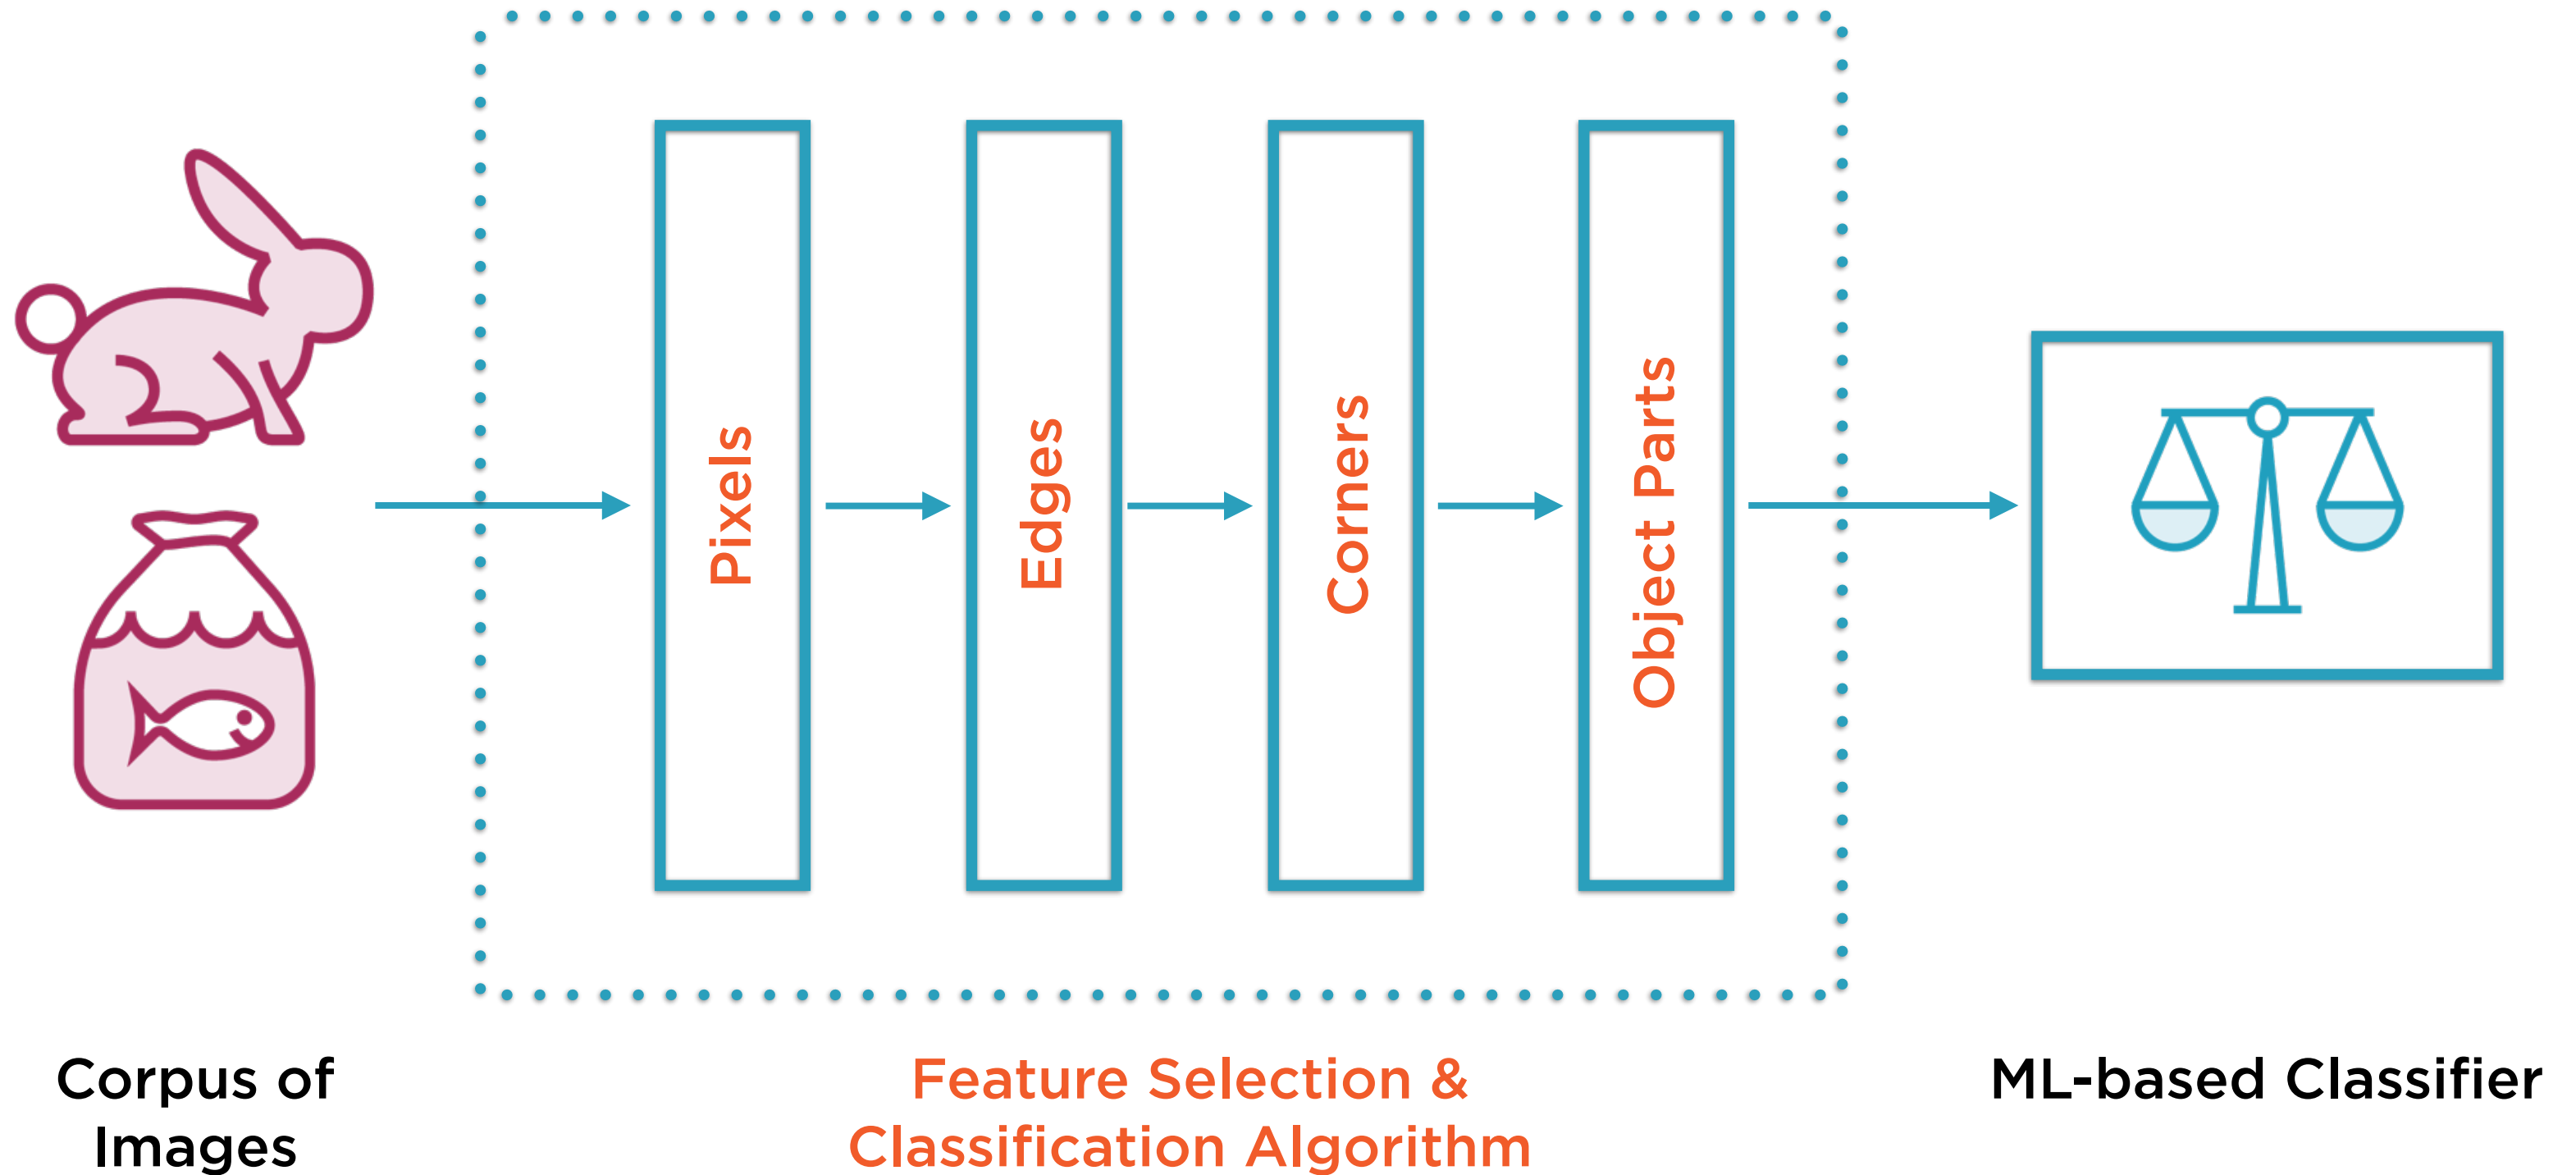 Pixels
Edges
Corners
Object Parts
Corpus of
Images
Feature Selection &
Classification Algorithm
ML-based Classifier